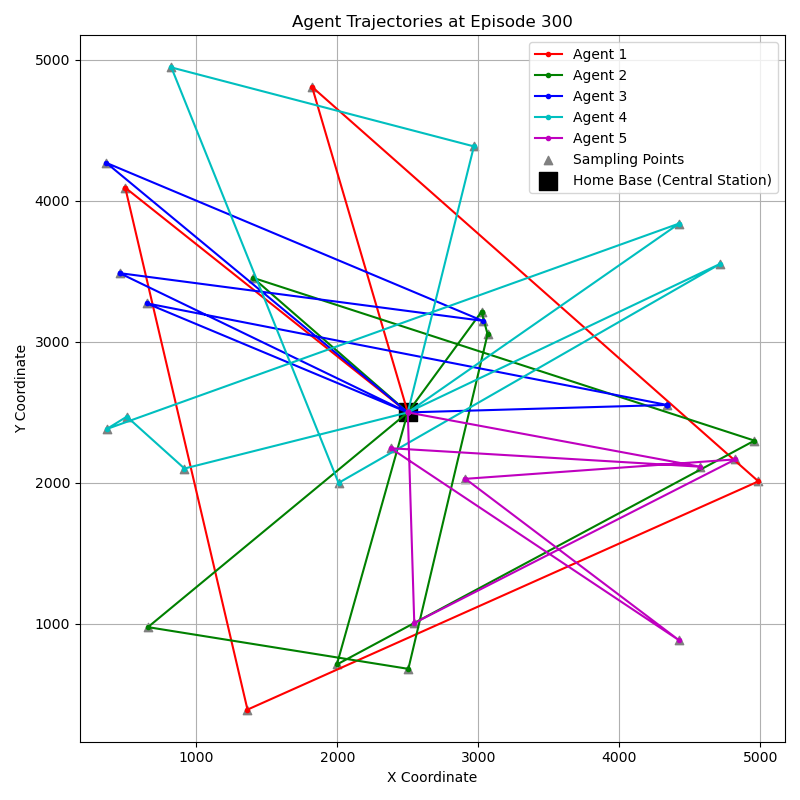 Agent Trajectories at Episode 300
Agent 1
Agent 2
Agent 3
Agent 4
Agent 5
Sampling Points
Home Base (Central Station)
5000
4000
3000
2000
1000
Y Coordinate
1000 2000 3000 4000 5000
X Coordinate